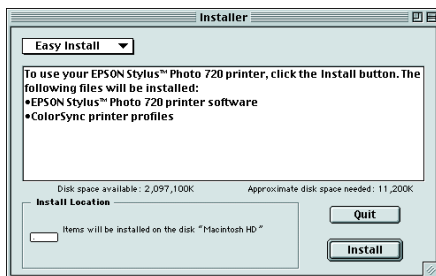 Installer
Easy Install
To use your EPSON Stylus™ Photo 720 printer, click the Install button. The
following files will be installed:
•EPSON Stylus™ Photo 720 printer software
•ColorSync printer profiles
Disk space available: 2,097,100K Approximate disk space needed: 11,200K
Install Location
Items will be installed on the disk “Macintosh HD”
Quit
Install